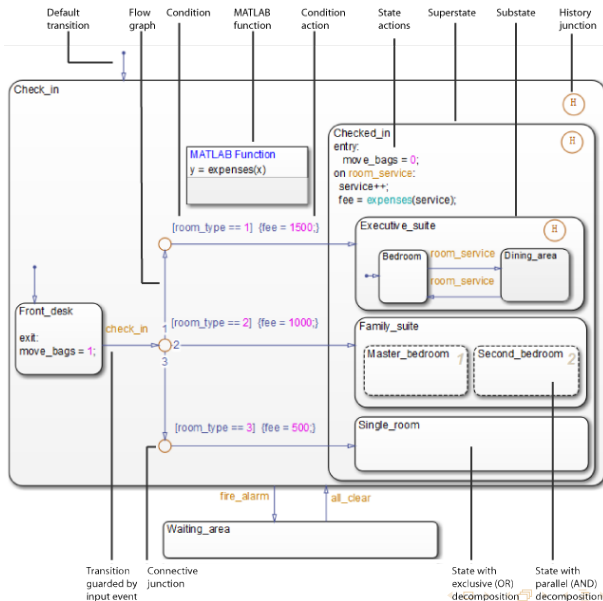 Default
transition
Flow
graph
Condition
MATLAB
function
Condition
action
State
actions
Superstate
Substate
History
junction
Check_in
H
Checked_in
entry:
move_bags = 0;
on room_service:
service++;
fee = expenses(service);
H
MATLAB Function
y = expenses(x)
[room_type == 1] {fee = 1500;}
Executive_suite
H
Bedroom
room_service
room_service
Dining_area
Front_desk
exit:
move_bags = 1;
check_in
1
2
3
[room_type == 2] {fee = 1000;}
Family_suite
Master_bedroom
1
Second_bedroom
2
[room_type == 3] {fee = 500;}
Single_room
fire_alarm
all_clear
Waiting_area
Transition
guarded by
input event
Connective
junction
State with
exclusive (OR)
decomposition
State with
parallel (AND)
decomposition